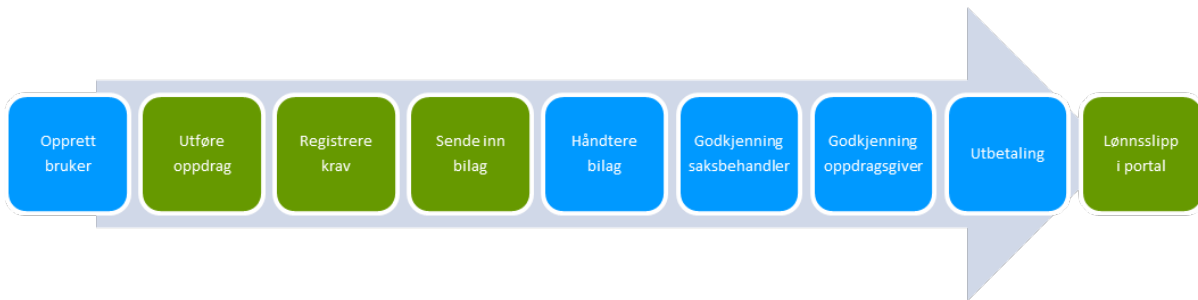 Opprett
bruker
Utføre
oppdrag
Registrere
krav
Sende inn
bilag
Håndtere
bilag
Godkjenning
saksbehandler
Godkjenning
oppdragsgiver
Utbetaling
Lønnsslipp
i portal